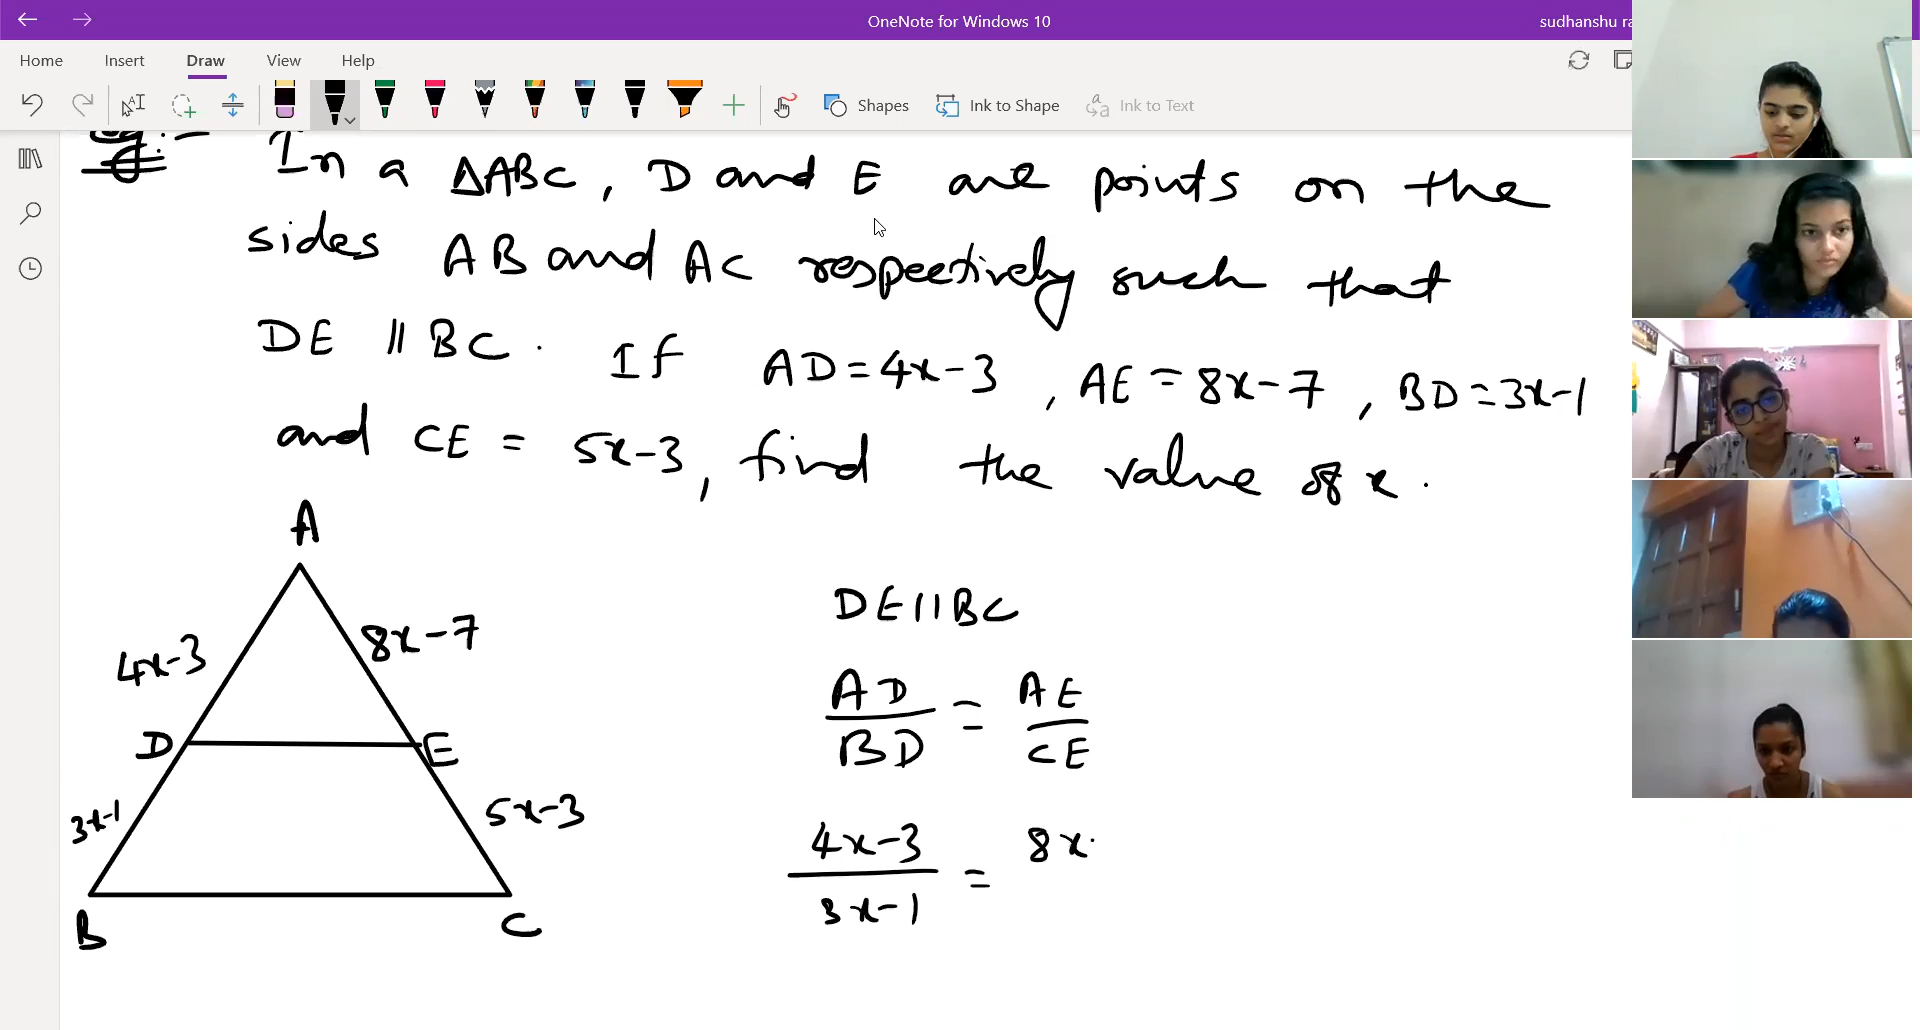 OneNote for Windows 10
sudhanshu ra
Home Insert Draw View Help
Shapes Ink to Shape Ink to Text
Eg:-
In a ΔABC, D and E are points on the
sides AB and AC respectively such that
DE || BC. If AD=4x-3, AE=8x-7, BD=3x-1
and CE = 5x-3, find the value of x.
A
4x-3 8x-7
D E
3x-1 5x-3
B C
DE||BC
AD/BD = AE/CE
4x-3/3x-1 = 8x